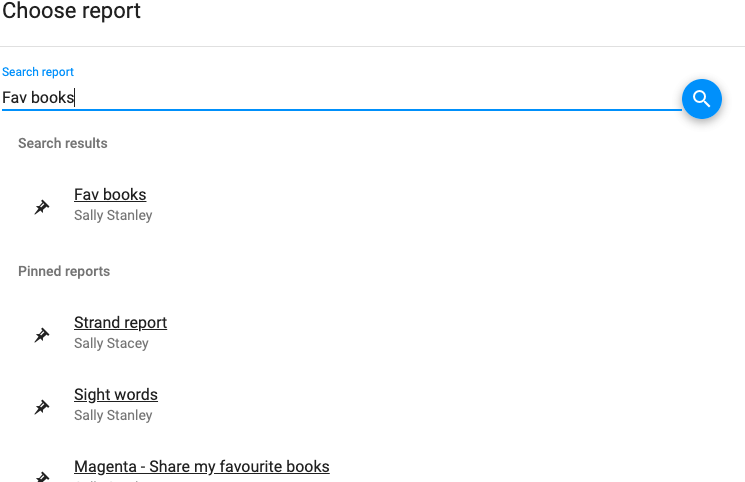 Choose report
Search report
Fav books
Search results
Fav books
Sally Stanley
Pinned reports
Strand report
Sally Stacey
Sight words
Sally Stanley
Magenta - Share my favourite books